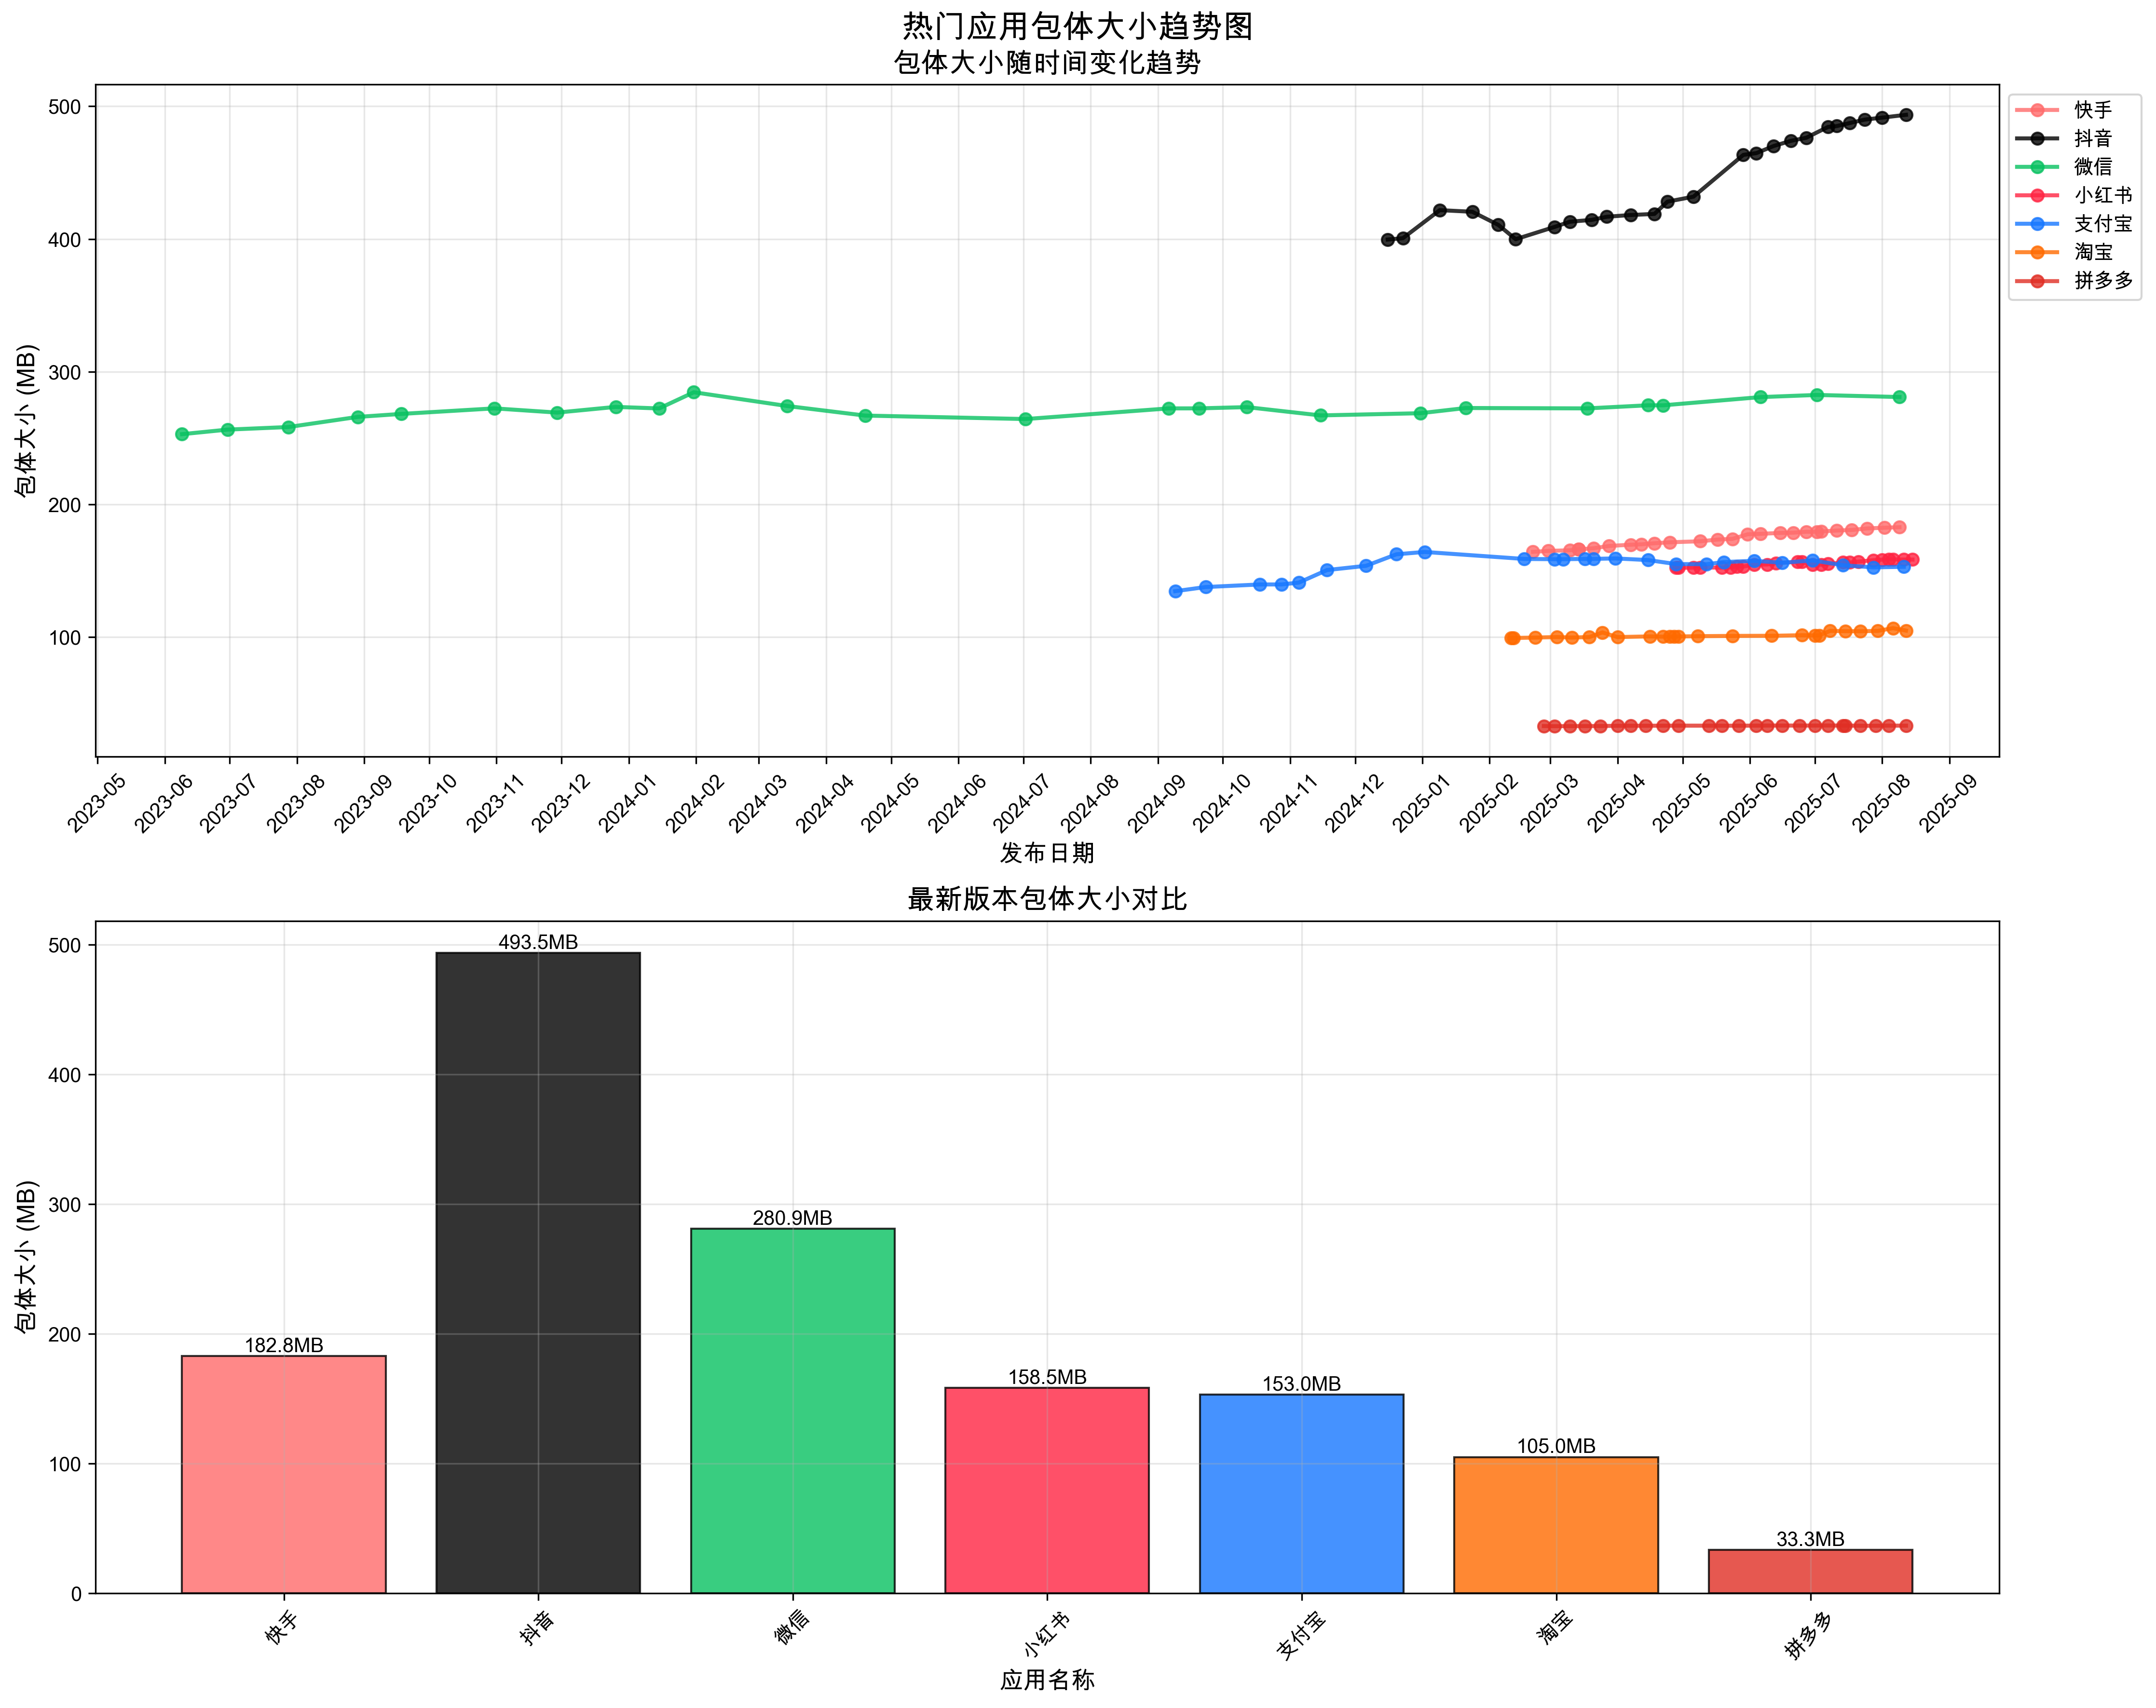 热门应用包体大小趋势图
包体大小随时间变化趋势
包体大小 (MB)
500
400
300
200
100
快手
抖音
微信
小红书
支付宝
淘宝
拼多多
2023-05
2023-06
2023-07
2023-08
2023-09
2023-10
2023-11
2023-12
2024-01
2024-02
2024-03
2024-04
2024-05
2024-06
2024-07
2024-08
2024-09
2024-10
2024-11
2024-12
2025-01
2025-02
2025-03
2025-04
2025-05
2025-06
2025-07
2025-08
2025-09
发布日期
最新版本包体大小对比
包体大小 (MB)
500
400
300
200
100
0
182.8MB
493.5MB
280.9MB
158.5MB
153.0MB
105.0MB
33.3MB
快手
抖音
微信
小红书
支付宝
淘宝
拼多多
应用名称